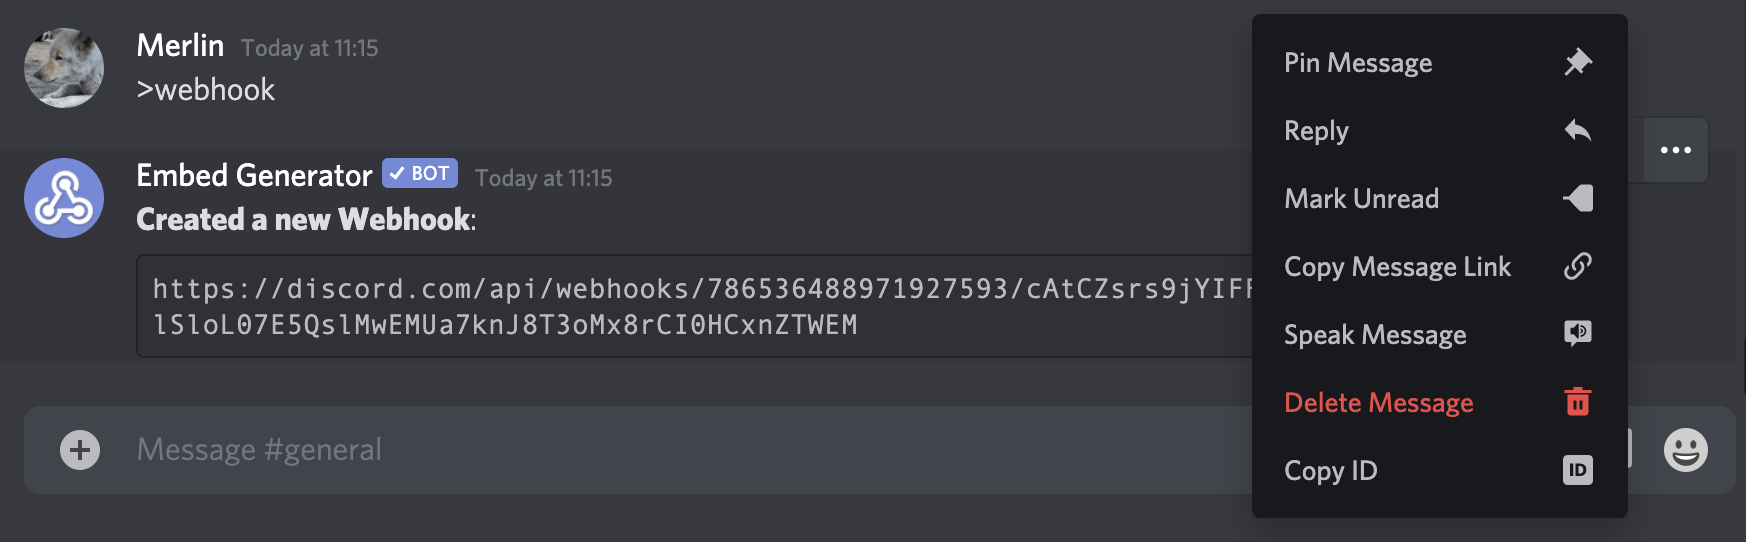 Merlin Today at 11:15
>webhook
Embed Generator BOT Today at 11:15
Created a new Webhook:
https://discord.com/api/webhooks/786536488971927593/cAtCZsrs9jYIF
lSloL07E5QslMwEMUa7knJ8T3oMx8rCI0HCxnZTWEM
Message #general
Pin Message
Reply
Mark Unread
Copy Message Link
Speak Message
Delete Message
Copy ID
ID